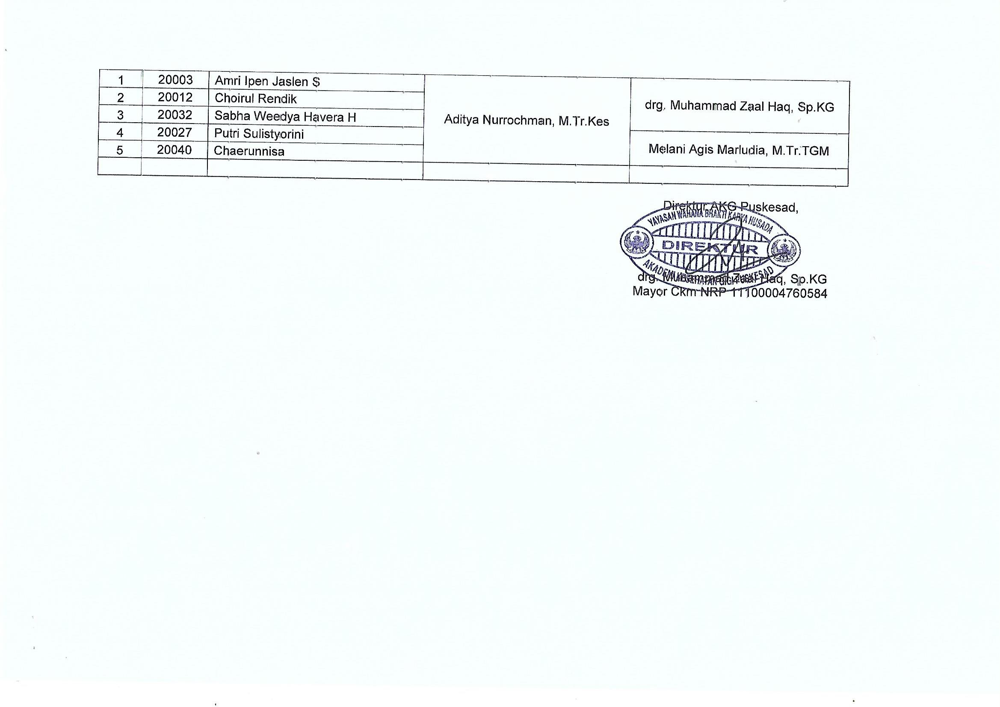 1 20003 Amri Ipen Jaslen S
2 20012 Choirul Rendik
3 20032 Sabha Weedya Havera H
4 20027 Putri Sulistyorini
5 20040 Chaerunnisa
Aditya Nurrochman, M.Tr.Kes
drg. Muhammad Zaal Haq, Sp.KG
Melani Agis Marludia, M.Tr.TGM
Direktur AKG Puskesad,
YAYASAN WAHANA BHAKTI KARYA HUSADA
DIREKTUR
AKADEMI KESEHATAN GIGI PUSKESAD
drg. Muhammad Zaal Haq, Sp.KG
Mayor Ckm NRP 11100004760584